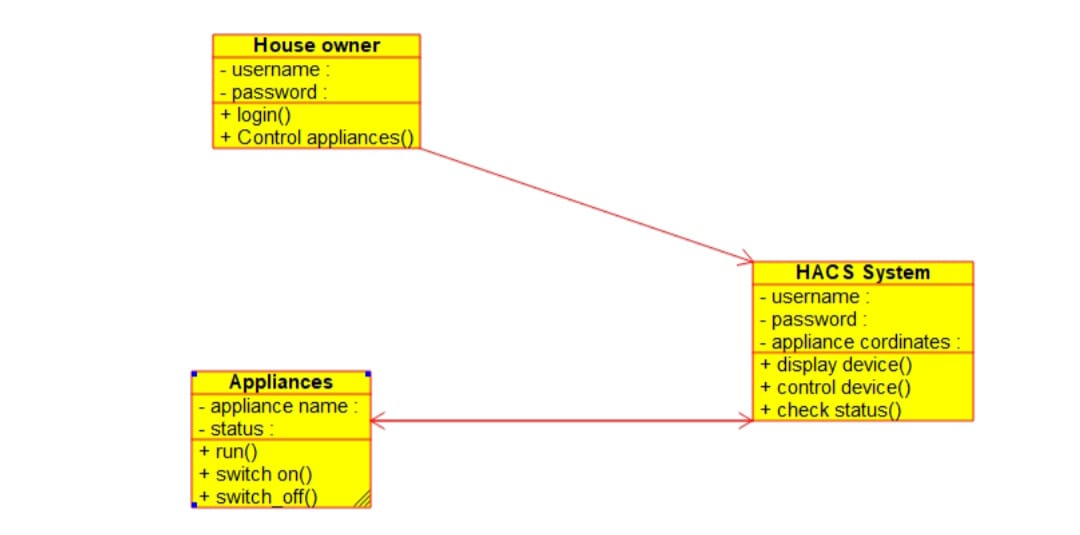 House owner
- username :
- password :
+ login()
+ Control appliances()
HACS System
- username :
- password :
- appliance cordinates :
+ display device()
+ control device()
+ check status()
Appliances
- appliance name :
- status :
+ run()
+ switch on()
+ switch_off()